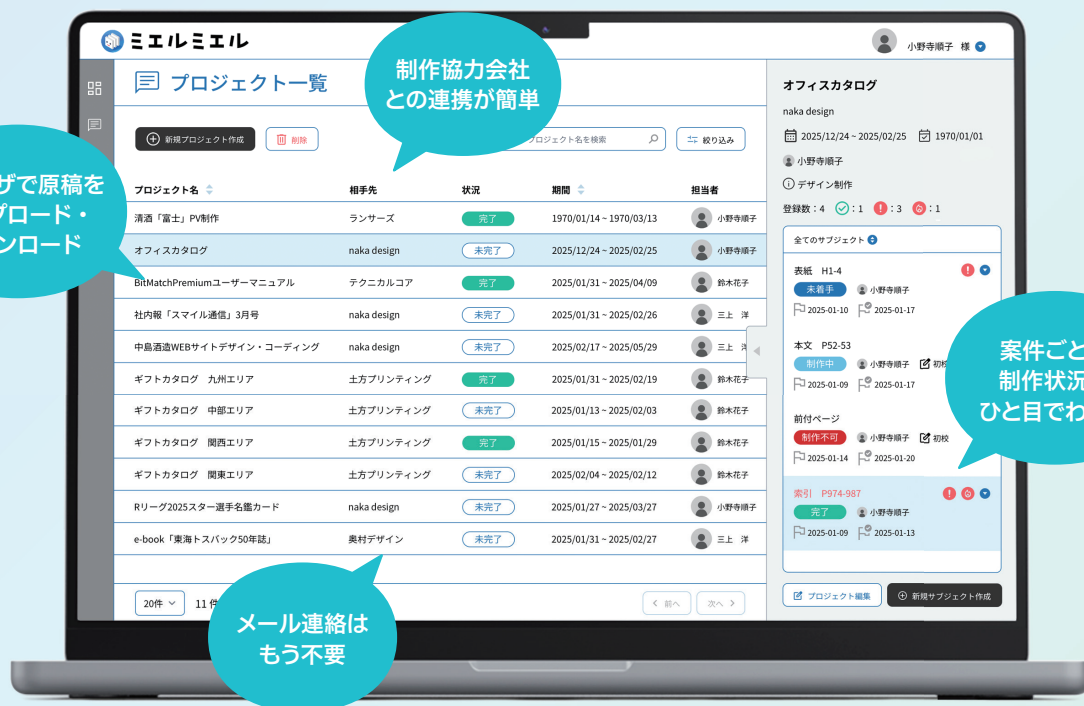 ミエルミエル
小野寺順子 様
プロジェクト一覧
制作協力会社
との連携が簡単
新規プロジェクト作成
削除
プロジェクト名を検索
絞り込み
ザで原稿を
プロード・
ンロード
プロジェクト名 相手先 状況 期間 担当者
清酒「富士」PV制作 ランサーズ 完了 1970/01/14 ~ 1970/03/13 小野寺順子
オフィスカタログ naka design 未完了 2025/12/24 ~ 2025/02/25 小野寺順子
BitMatchPremiumユーザーマニュアル テクニカルコア 完了 2025/01/31 ~ 2025/04/09 鈴木花子
社内報「スマイル通信」3月号 naka design 未完了 2025/01/31 ~ 2025/02/26 三上 洋
中島酒造WEBサイトデザイン・コーディング naka design 未完了 2025/02/17 ~ 2025/05/29 三上 洋
ギフトカタログ 九州エリア 土方プリンティング 完了 2025/01/31 ~ 2025/02/19 鈴木花子
ギフトカタログ 中部エリア 土方プリンティング 未完了 2025/01/13 ~ 2025/02/03 鈴木花子
ギフトカタログ 関西エリア 土方プリンティング 完了 2025/01/15 ~ 2025/01/29 鈴木花子
ギフトカタログ 関東エリア 土方プリンティング 未完了 2025/02/04 ~ 2025/02/12 鈴木花子
Rリーグ2025スター選手名鑑カード naka design 未完了 2025/01/27 ~ 2025/03/27 小野寺順子
e-book「東海トスバック50年誌」 奥村デザイン 未完了 2025/01/31 ~ 2025/02/27 三上 洋
20件 11 件
前へ 次へ
メール連絡は
もう不要
オフィスカタログ
naka design
2025/12/24 ~ 2025/02/25 1970/01/01
小野寺順子
デザイン制作
登録数：4 ：1 ：3 ：1
全てのサブジェクト
表紙 H1-4
未着手 小野寺順子
2025-01-10 2025-01-17
本文 P52-53
制作中 小野寺順子 初校
2025-01-09 2025-01-17
前付ページ
制作不可 小野寺順子 初校
2025-01-14 2025-01-20
索引 P974-987
完了 小野寺順子
2025-01-09 2025-01-13
プロジェクト編集
新規サブジェクト作成
案件ごと
制作状況
ひと目でわ